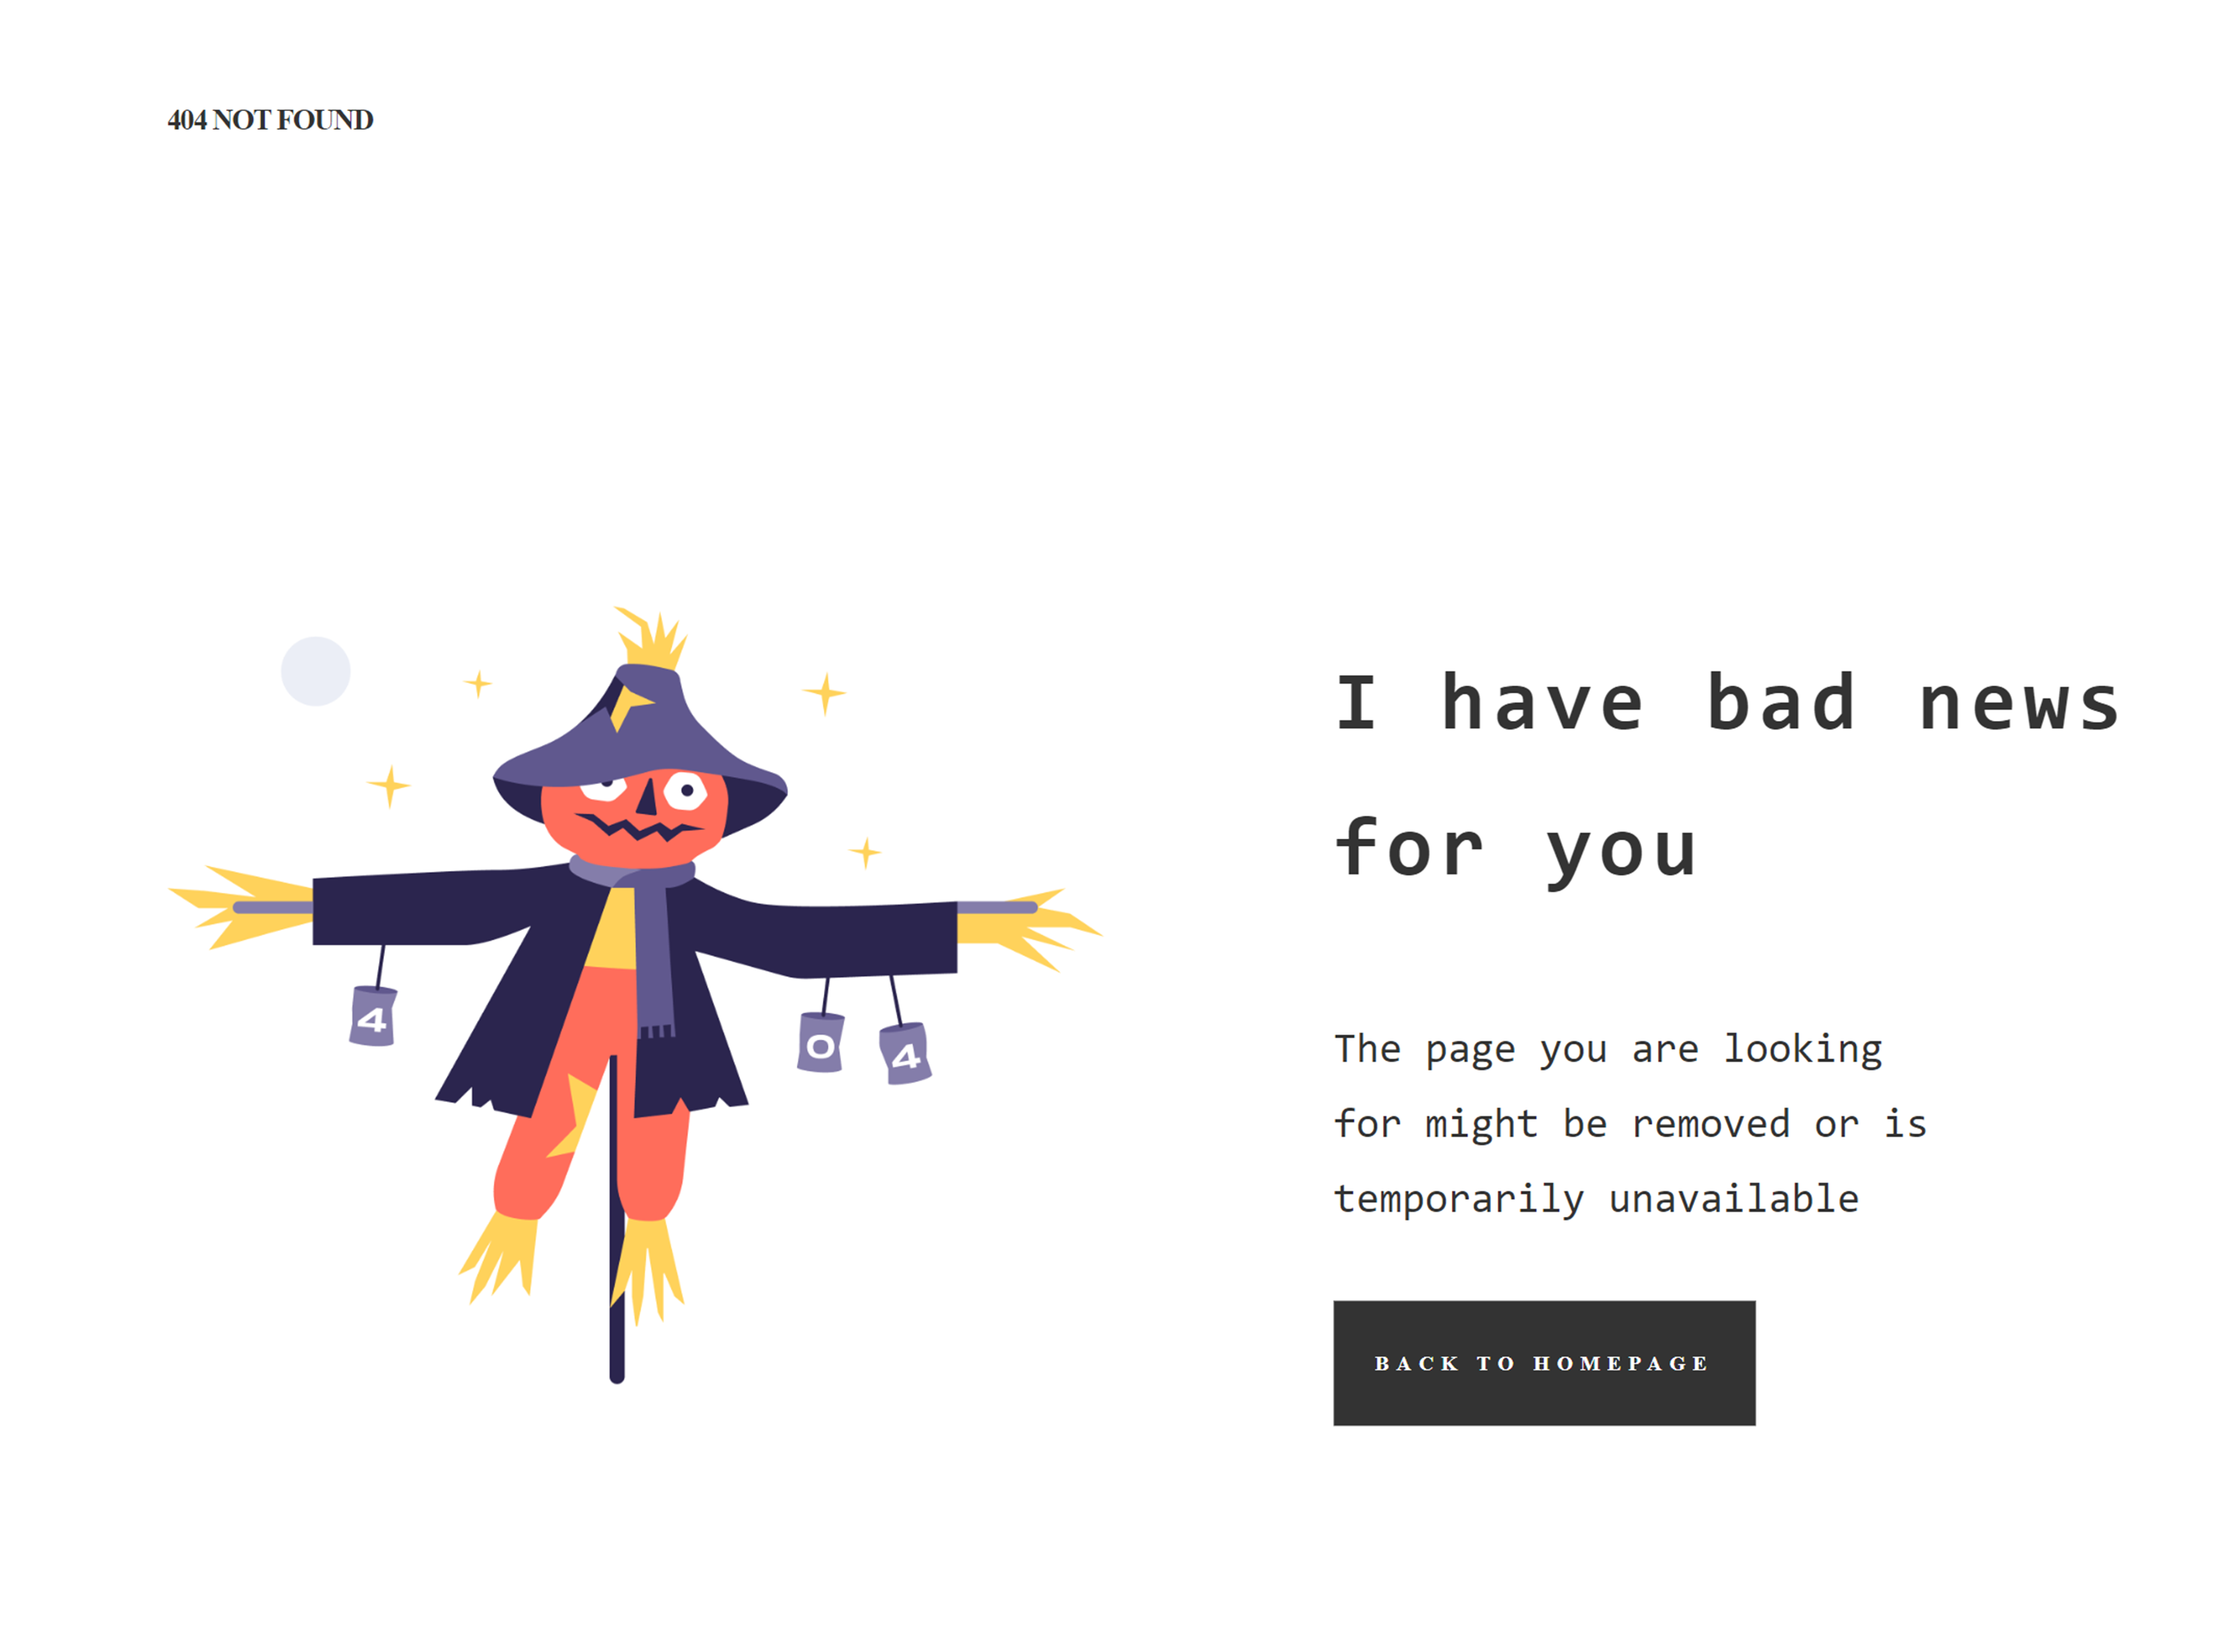 404 NOT FOUND
I have bad news
for you
4
0
4
The page you are looking
for might be removed or is
temporarily unavailable
BACK TO HOMEPAGE